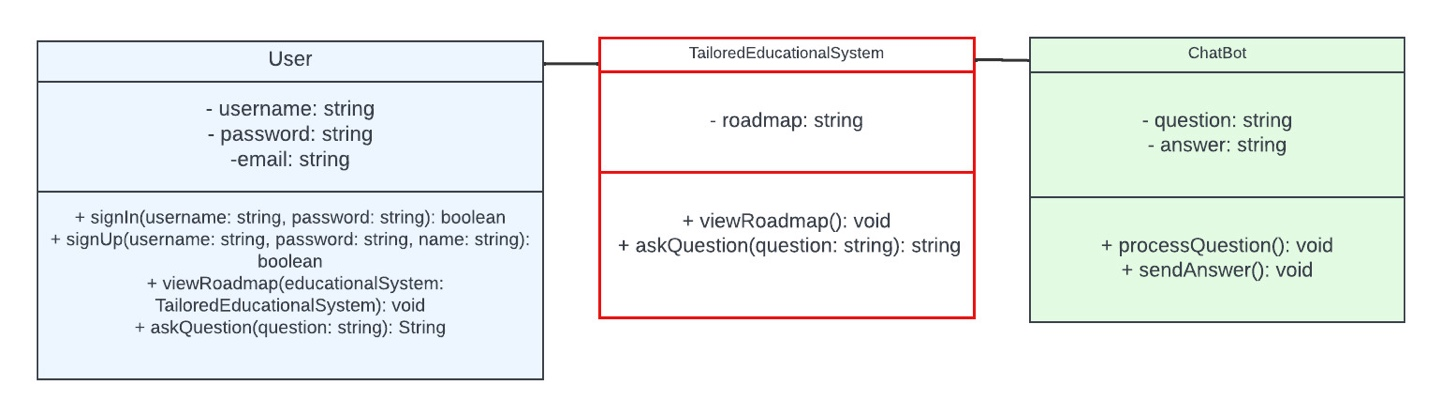 User
- username: string
- password: string
-email: string
+ signIn(username: string, password: string): boolean
+ signUp(username: string, password: string, name: string):
boolean
+ viewRoadmap(educationalSystem:
TailoredEducationalSystem): void
+ askQuestion(question: string): String
TailoredEducationalSystem
- roadmap: string
+ viewRoadmap(): void
+ askQuestion(question: string): string
ChatBot
- question: string
- answer: string
+ processQuestion(): void
+ sendAnswer(): void